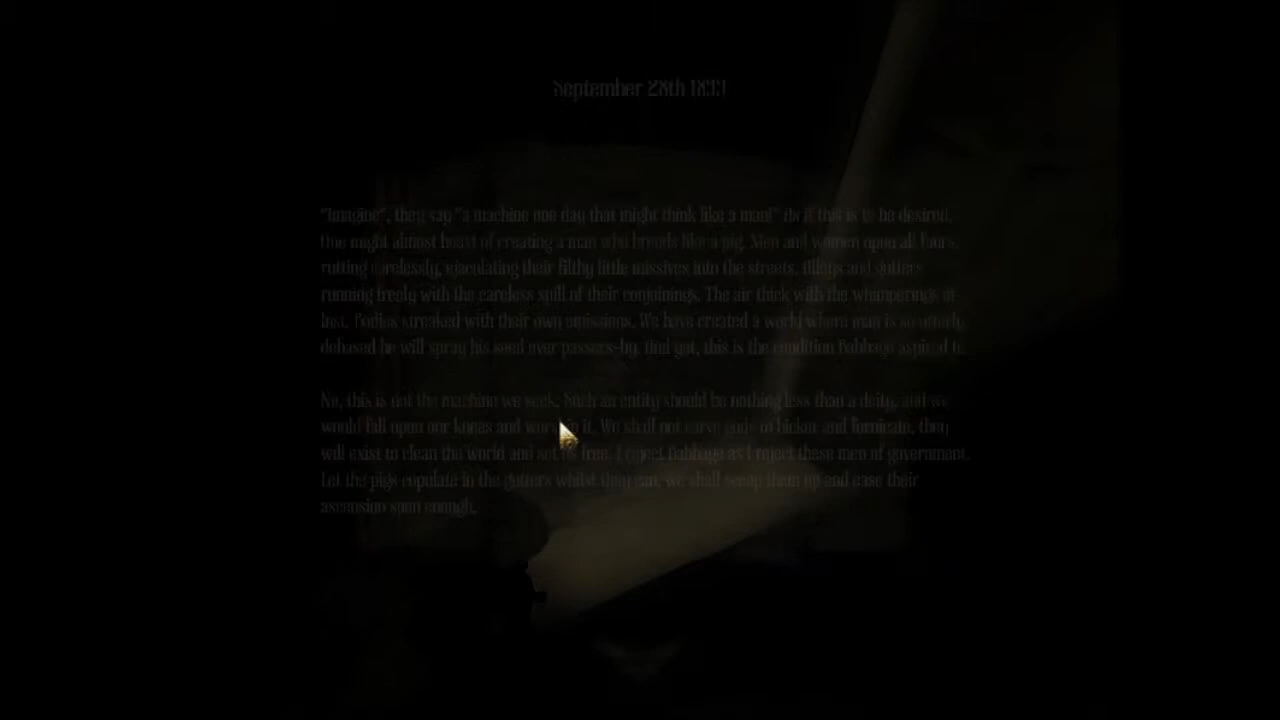 September 28th 1899
"Imagine", they say "a machine one day that might think like a man!" As if this is to be desired.
One might almost boast of creating a man who breeds like a pig. Men and women upon all fours,
rutting carelessly, ejaculating their filthy little missives into the streets. Alleys and gutters
running freely with the careless spill of their conjoinings. The air thick with the whimperings of
lust. Bodies streaked with their own emissions. We have created a world where man is so utterly
debased he will spray his seed over passers-by. And yet, this is the condition Babbage aspired to.
No, this is not the machine we seek. Such an entity should be nothing less than a deity, and we
would fall upon our knees and worship it. We shall not carve gods to bicker and fornicate, they
will exist to clean the world and set us free. I reject Babbage as I reject these men of government.
Let the pigs copulate in the gutters whilst they can, we shall scoop them up and ease their
ascension soon enough.